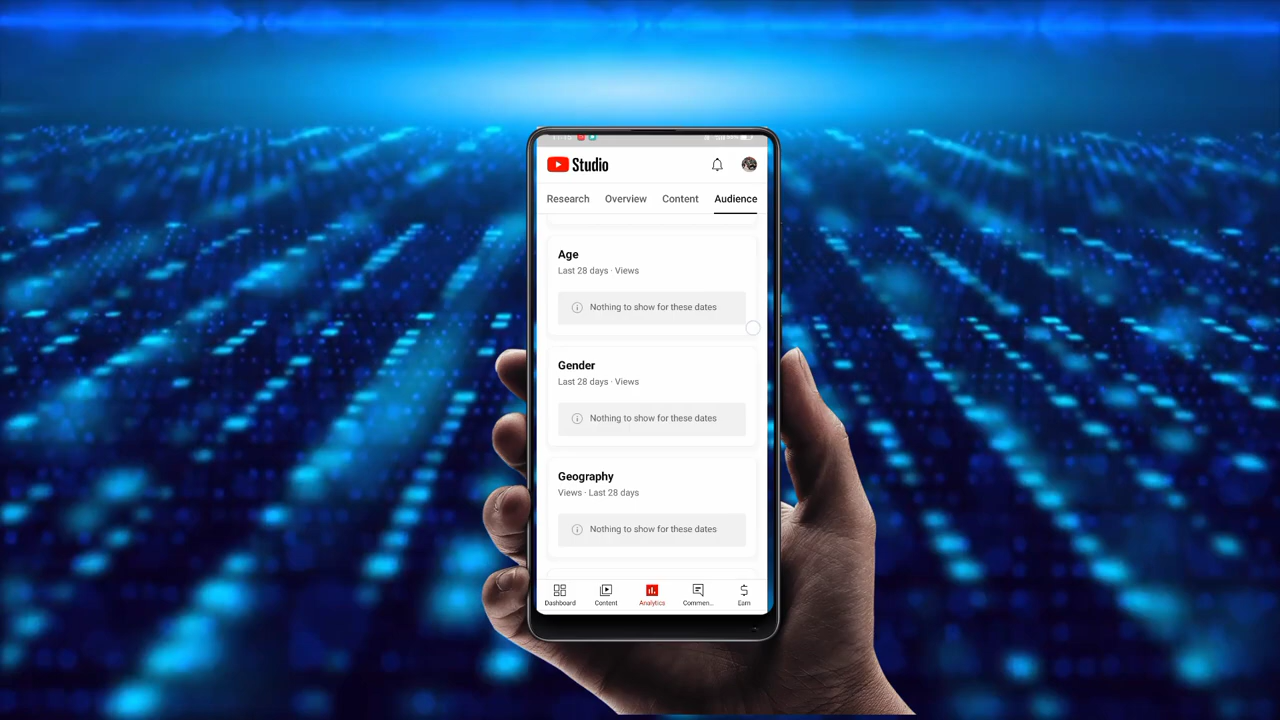 Studio
Research Overview Content Audience
Age
Last 28 days · Views
Nothing to show for these dates
Gender
Last 28 days · Views
Nothing to show for these dates
Geography
Views · Last 28 days
Nothing to show for these dates
Dashboard Content Analytics Commen... Earn